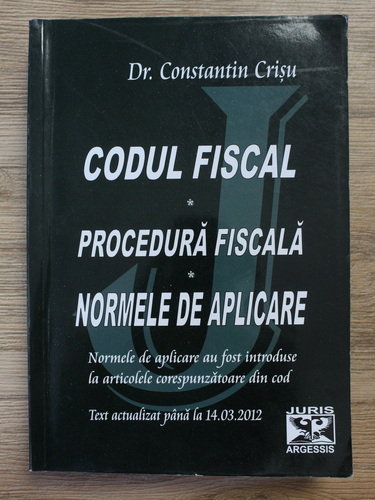 Dr. Constantin Crișu
CODUL FISCAL
*
PROCEDURĂ FISCALĂ
*
NORMELE DE APLICARE
Normele de aplicare au fost introduse
la articolele corespunzătoare din cod
Text actualizat până la 14.03.2012
JURIS
ARGESSIS